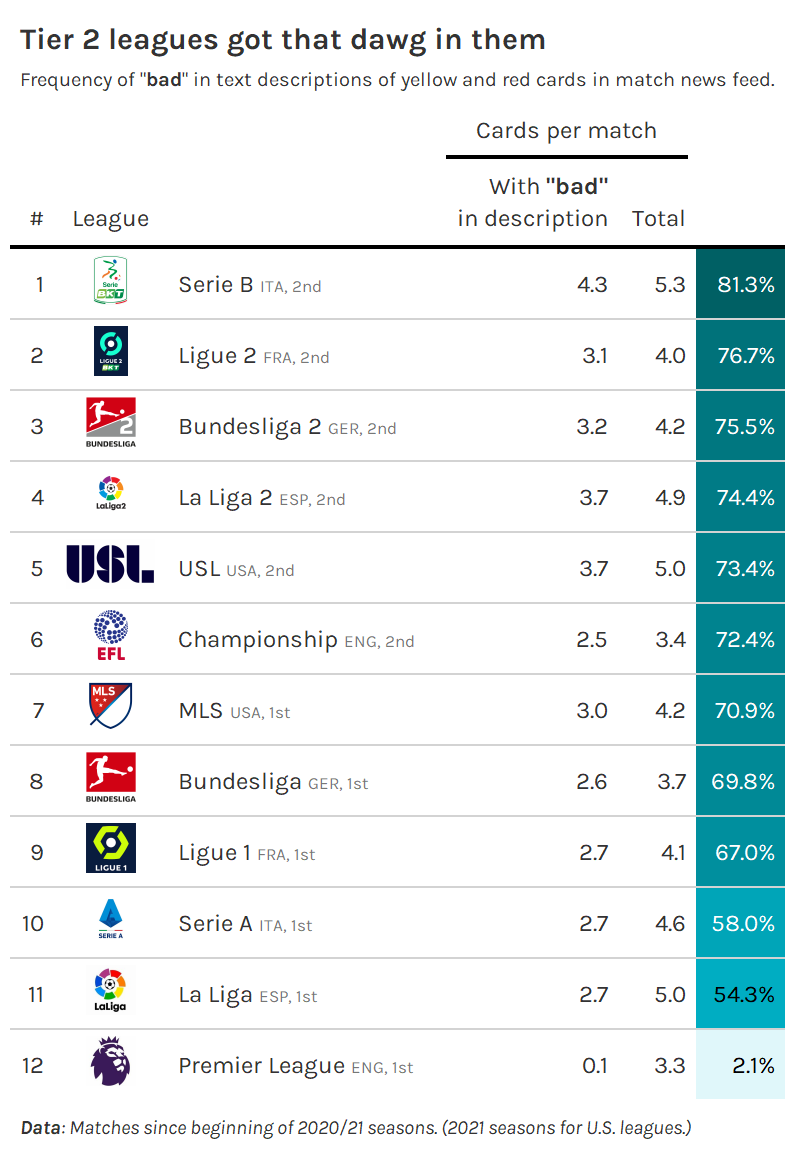 Tier 2 leagues got that dawg in them
Frequency of "bad" in text descriptions of yellow and red cards in match news feed.
Cards per match
With "bad"
# League in description Total
1 Serie BKT Serie B ITA, 2nd 4.3 5.3 81.3%
2 LIGUE 2 BKT Ligue 2 FRA, 2nd 3.1 4.0 76.7%
3 2 BUNDESLIGA Bundesliga 2 GER, 2nd 3.2 4.2 75.5%
4 LaLiga2 La Liga 2 ESP, 2nd 3.7 4.9 74.4%
5 USL USL USA, 2nd 3.7 5.0 73.4%
6 EFL Championship ENG, 2nd 2.5 3.4 72.4%
7 MLS MLS USA, 1st 3.0 4.2 70.9%
8 BUNDESLIGA Bundesliga GER, 1st 2.6 3.7 69.8%
9 LIGUE 1 Ligue 1 FRA, 1st 2.7 4.1 67.0%
10 SERIE A Serie A ITA, 1st 2.7 4.6 58.0%
11 LaLiga La Liga ESP, 1st 2.7 5.0 54.3%
12 Premier League ENG, 1st 0.1 3.3 2.1%
Data: Matches since beginning of 2020/21 seasons. (2021 seasons for U.S. leagues.)